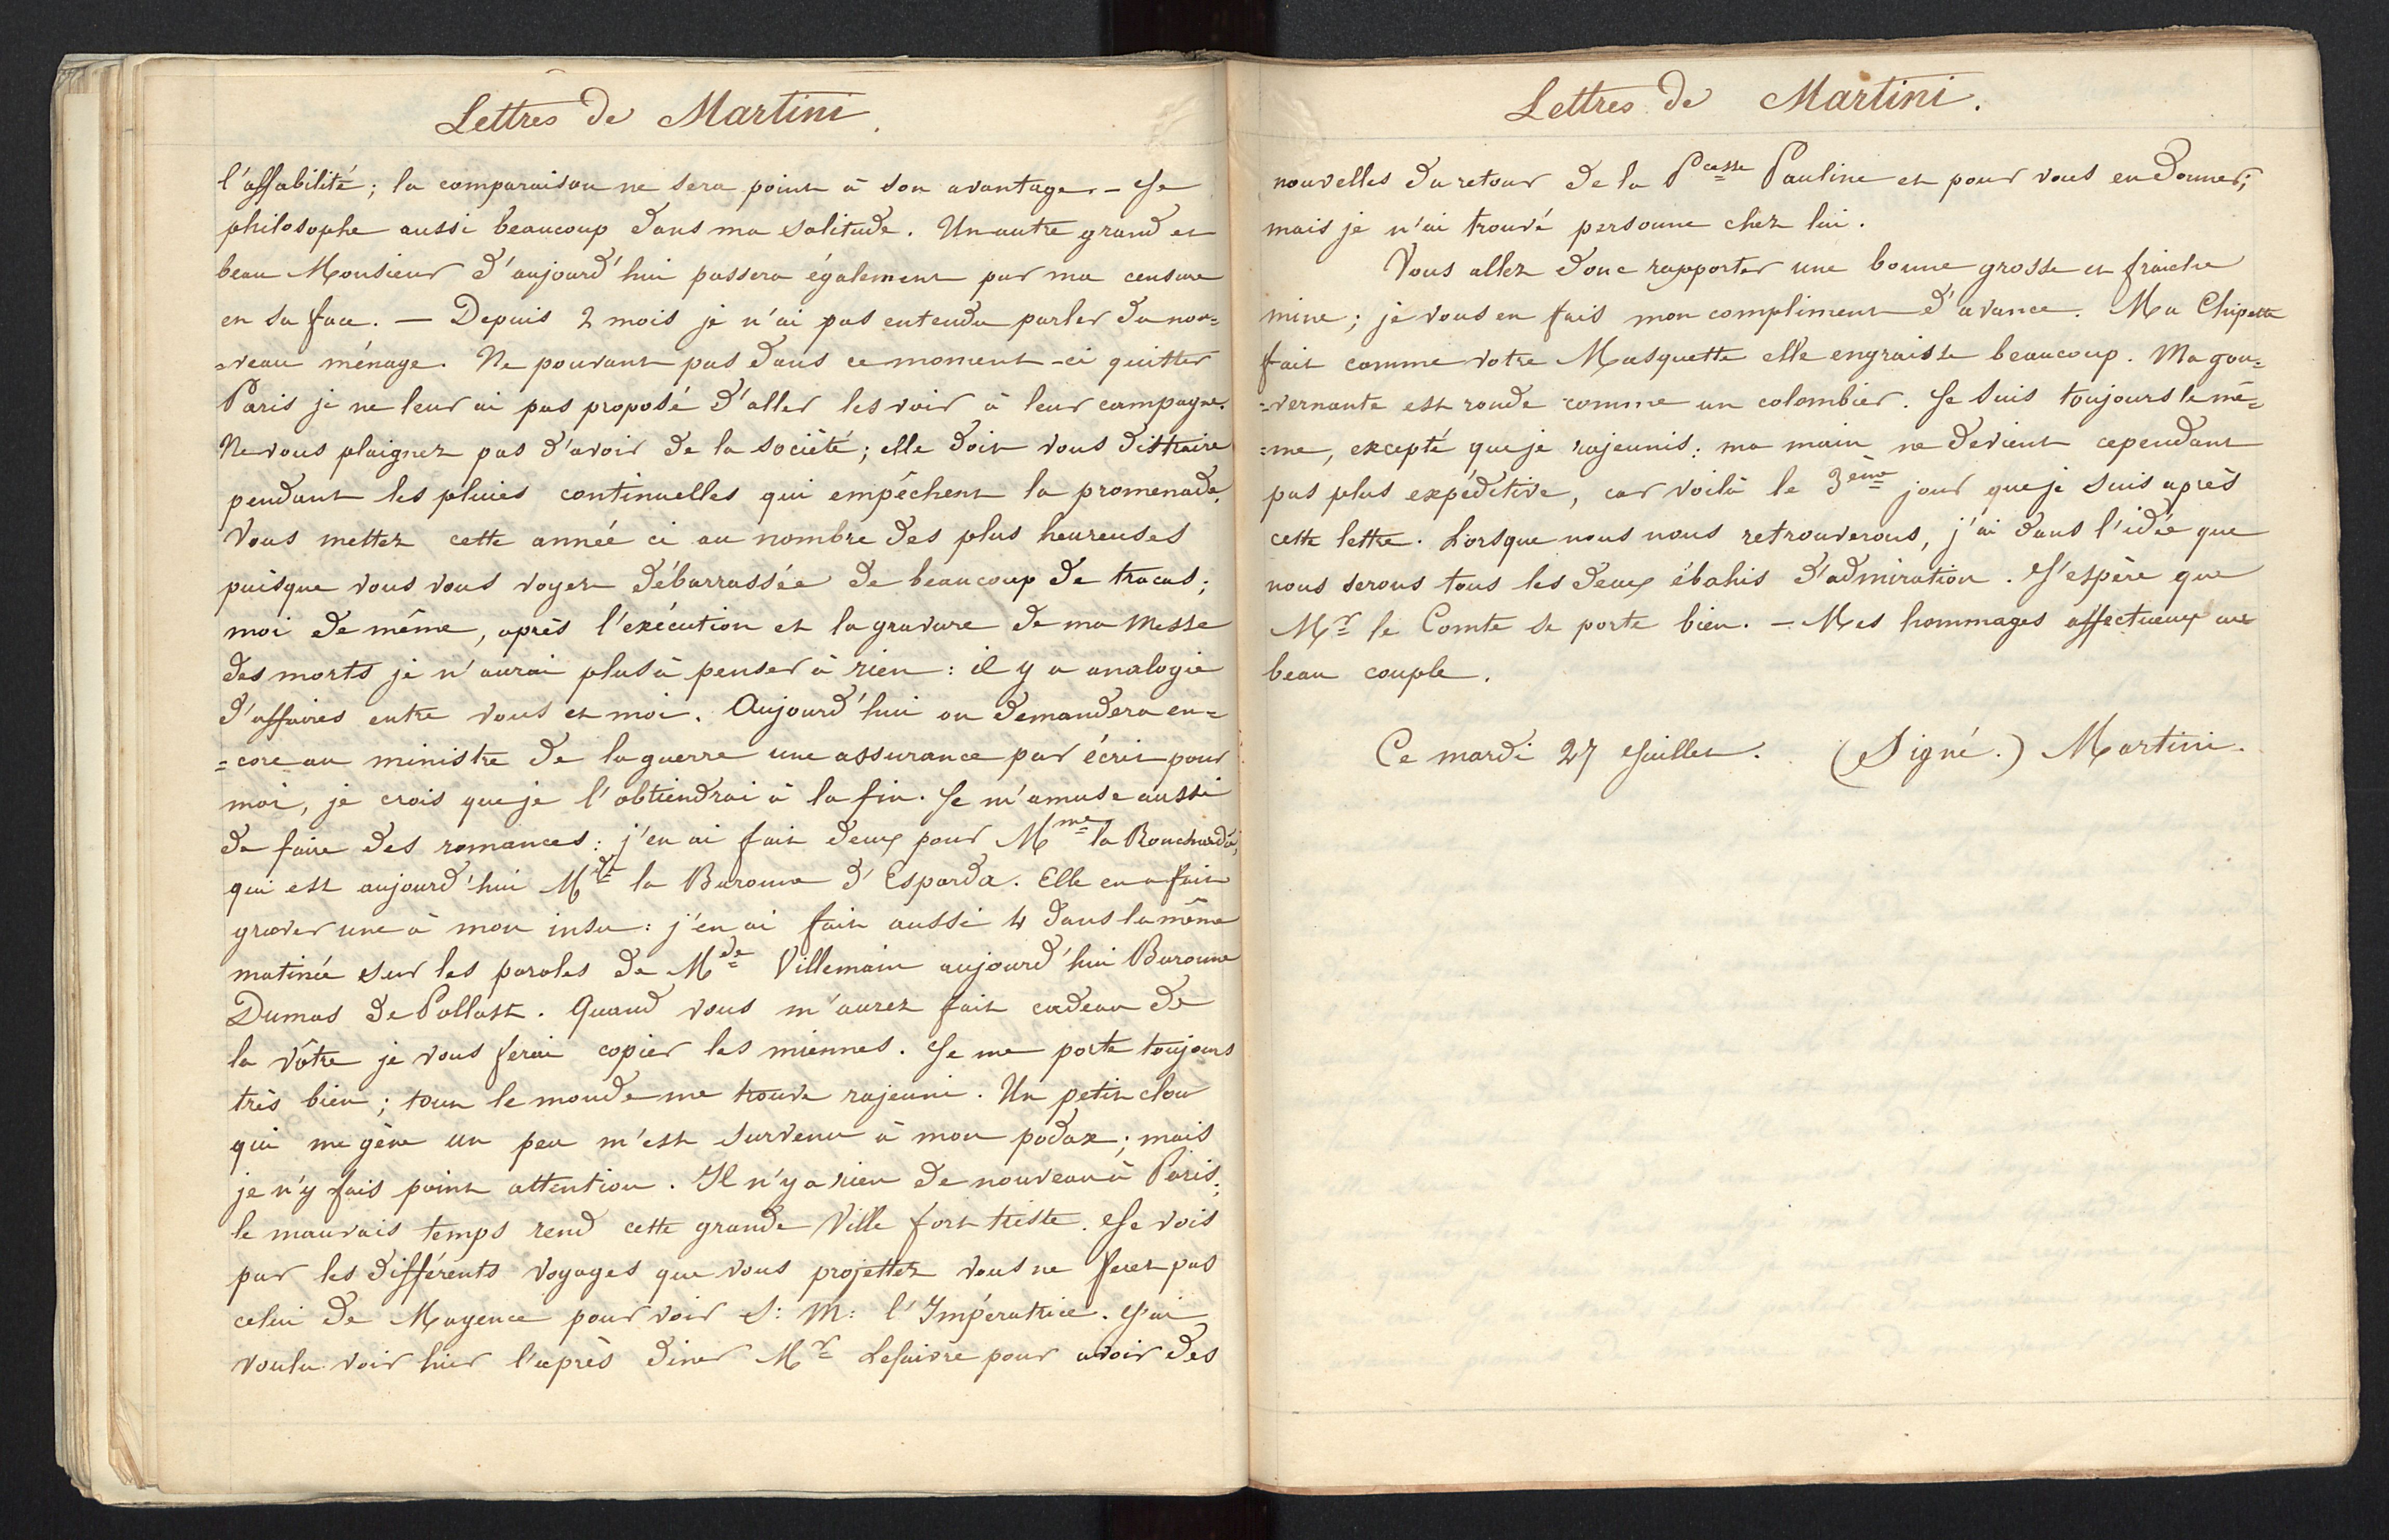 Lettres de Martini.
l'affabilité; la comparaison ne sera point à son avantage. – Je
philosophe aussi beaucoup dans ma solitude. Un autre grand et
beau Monsieur d'aujourd'hui passera également par ma censure
en sa face. — Depuis 2 mois je n'ai pas entendu parler du nou=
=veau ménage. Ne pouvant pas dans ce moment-ci quitter
Paris je ne leur ai pas proposé d'aller les voir à leur campagne.
Ne vous plaignez pas d'avoir de la société; elle doit vous distraire
pendant les pluies continuelles qui empêchent la promenade.
Vous mettez cette année ci au nombre des plus heureuses
puisque vous vous voyez débarrassée de beaucoup de tracas;
moi de même, après l'exécution et la gravure de ma Messe
des morts je n'aurai plus à penser à rien: il y a analogie
d'affaires entre vous et moi. Aujourd'hui on demandera en=
=core au ministre de la guerre une assurance par écrit pour
moi, je crois que je l'obtiendrai à la fin. Je m'amuse aussi
de faire des romances: j'en ai fait deux pour Mme la
qui est aujourd'hui Mde la Baronne d'Esparda. Elle en a fait
graver une à mon insu: j'en ai fait aussi 4 dans la même
matinée sur les paroles de Mde Villemain aujourd'hui Baronne
Dumas de Pollart. Quand vous m'aurez fait cadeau de
la vôtre je vous ferai copier les miennes. Je me porte toujours
très bien; tout le monde me trouve rajeuni. Un petit clou
qui me gêne un peu m'est survenu à mon podax; mais
je n'y fais point attention. Il n'y a rien de nouveau à Paris;
le mauvais temps rend cette grande Ville fort triste. Je vois
par les différents voyages que vous projettez vous ne ferez pas
celui de Mayence pour voir S: M: l'Impératrice. J'ai
voulu voir hier l'après diner Mr Lefaivre pour avoir des
Lettres de Martini.
nouvelles du retour de la Pcesse Pauline et pour vous en donner;
mais je n'ai trouvé personne chez lui.
Vous allez donc rapporter une bonne grosse et fraiche
mine; je vous en fais mon compliment d'avance. Ma Chipette
fait comme votre Masquette elle engraisse beaucoup. Ma gou=
=vernante est ronde comme un colombier. Je suis toujours le mê=
=me, excepté que je rajeunis: ma main ne devient cependant
pas plus expéditive, car voilà le 3ème jour que je suis après
cette lettre. Lorsque nous nous retrouverons, j'ai dans l'idée que
nous serons tous les deux ébahis d'admiration. J'espère que
Mr le Comte se porte bien. – Mes hommages affectueux au
beau couple.
Ce mardi 27 Juillet. (Signé.) Martini.